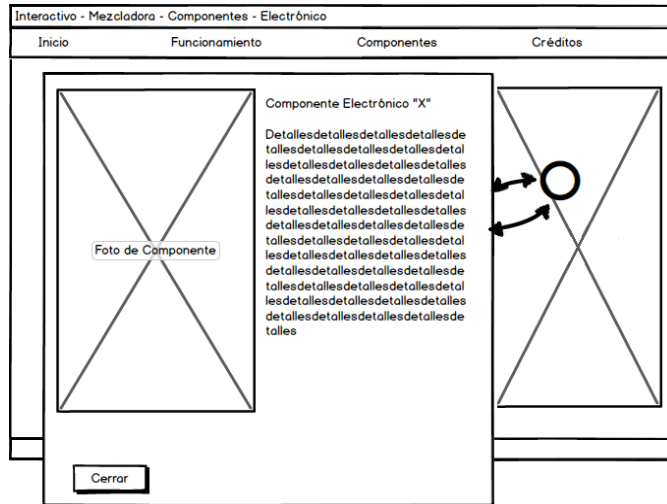 Interactivo - Mezcladora - Componentes - Electrónico
Inicio Funcionamiento Componentes Créditos
Componente Electrónico "X"
Detallesdetallesdetallesdetallesde
tallesdetallesdetallesdetallesdetal
lesdetallesdetallesdetallesdetalles
detallesdetallesdetallesdetallesde
tallesdetallesdetallesdetallesdetal
lesdetallesdetallesdetallesdetalles
detallesdetallesdetallesdetallesde
tallesdetallesdetallesdetallesdetal
lesdetallesdetallesdetallesdetalles
detallesdetallesdetallesdetallesde
tallesdetallesdetallesdetallesdetal
lesdetallesdetallesdetallesdetalles
detallesdetallesdetallesdetallesde
talles
Foto de Componente
Cerrar